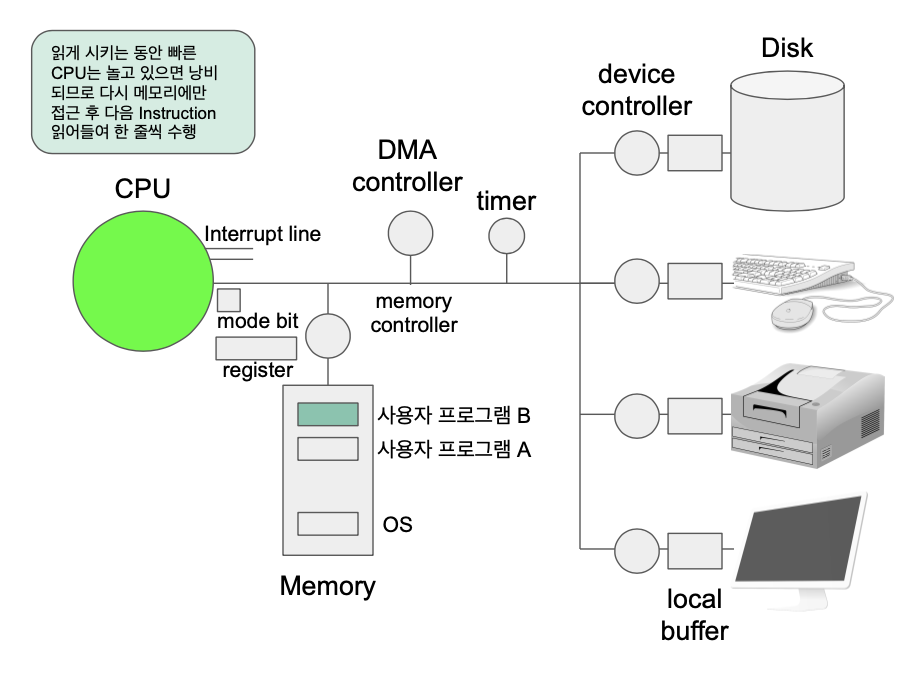 읽게 시키는 동안 빠른
CPU는 놀고 있으면 낭비
되므로 다시 메모리에만
접근 후 다음 Instruction
읽어들여 한 줄씩 수행
Disk
device
controller
DMA
controller
CPU
timer
Interrupt line
memory
controller
mode bit
register
사용자 프로그램 B
사용자 프로그램 A
OS
Memory
local
buffer